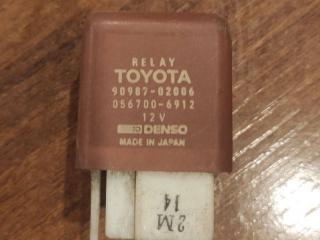 RELAY
TOYOTA
90987-02006
056700-6912
12V
DENSO
MADE IN JAPAN
2M
14